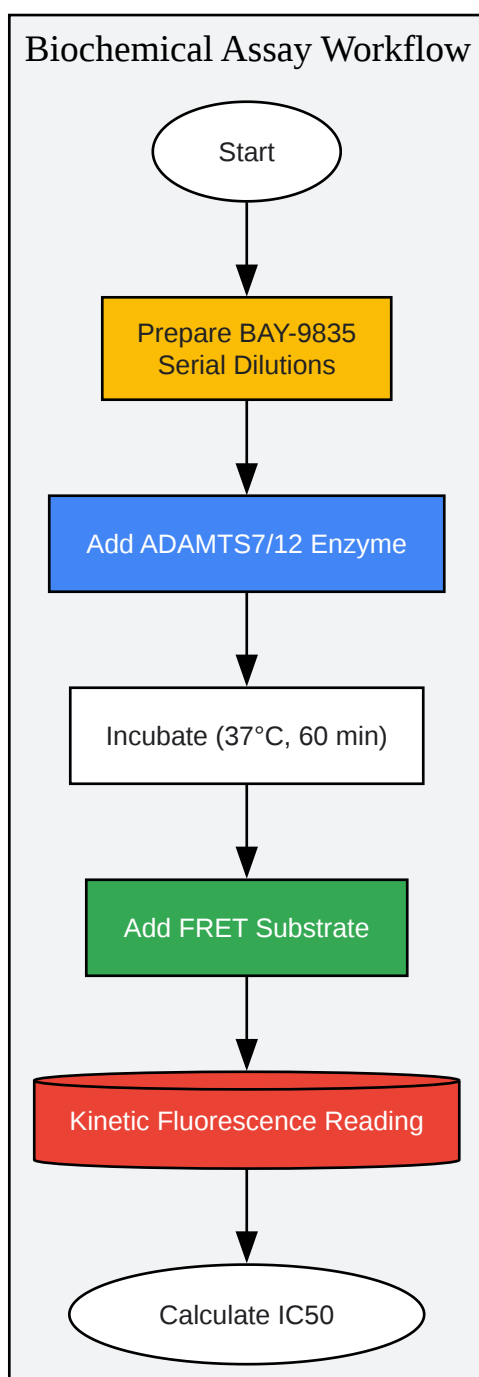 Biochemical Assay Workflow
Start
Prepare BAY-9835
Serial Dilutions
Add ADAMTS7/12 Enzyme
Incubate (37°C, 60 min)
Add FRET Substrate
Kinetic Fluorescence Reading
Calculate IC50